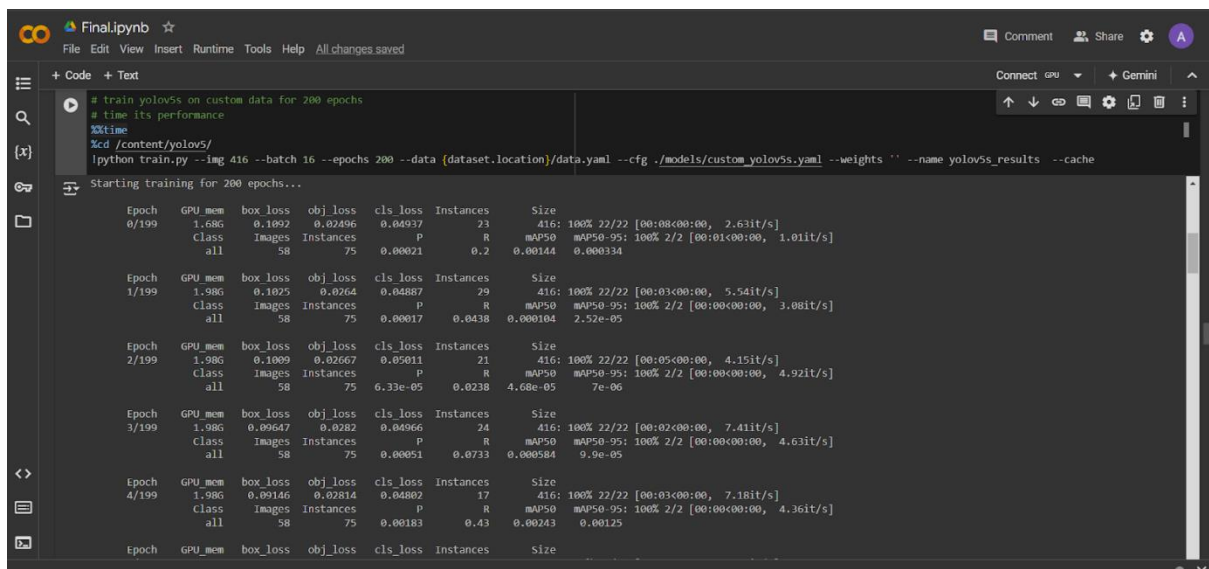 CO Final.ipynb ☆
Comment Share A
File Edit View Insert Runtime Tools Help All changes saved
+ Code + Text
Connect GPU Gemini
# train yolov5s on custom data for 200 epochs
# time its performance
%%time
%cd /content/yolov5/
!python train.py --img 416 --batch 16 --epochs 200 --data {dataset.location}/data.yaml --cfg ./models/custom_yolov5s.yaml --weights '' --name yolov5s_results --cache
{x}
Starting training for 200 epochs...
Epoch GPU_mem box_loss obj_loss cls_loss Instances Size
0/199 1.68G 0.1092 0.02496 0.04937 23 416: 100% 22/22 [00:08<00:00, 2.63it/s]
Class Images Instances P R mAP50 mAP50-95: 100% 2/2 [00:01<00:00, 1.01it/s]
all 58 75 0.00021 0.2 0.00144 0.000334
Epoch GPU_mem box_loss obj_loss cls_loss Instances Size
1/199 1.98G 0.1025 0.0264 0.04887 29 416: 100% 22/22 [00:03<00:00, 5.54it/s]
Class Images Instances P R mAP50 mAP50-95: 100% 2/2 [00:00<00:00, 3.08it/s]
all 58 75 0.00017 0.0438 0.000104 2.52e-05
Epoch GPU_mem box_loss obj_loss cls_loss Instances Size
2/199 1.98G 0.1009 0.02667 0.05011 21 416: 100% 22/22 [00:05<00:00, 4.15it/s]
Class Images Instances P R mAP50 mAP50-95: 100% 2/2 [00:00<00:00, 4.92it/s]
all 58 75 6.33e-05 0.0238 4.68e-05 7e-06
Epoch GPU_mem box_loss obj_loss cls_loss Instances Size
3/199 1.98G 0.09647 0.0282 0.04966 24 416: 100% 22/22 [00:02<00:00, 7.41it/s]
Class Images Instances P R mAP50 mAP50-95: 100% 2/2 [00:00<00:00, 4.63it/s]
all 58 75 0.00051 0.0733 0.000584 9.9e-05
Epoch GPU_mem box_loss obj_loss cls_loss Instances Size
4/199 1.98G 0.09146 0.02814 0.04802 17 416: 100% 22/22 [00:03<00:00, 7.18it/s]
Class Images Instances P R mAP50 mAP50-95: 100% 2/2 [00:00<00:00, 4.36it/s]
all 58 75 0.00183 0.43 0.00243 0.00125
Epoch GPU_mem box_loss obj_loss cls_loss Instances Size